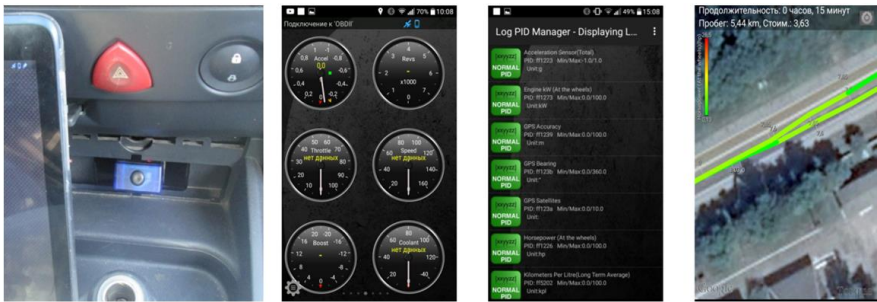 70% 10:08
Подключение к 'OBDII'
Accel
0,0
Revs
x1000
Throttle
нет данных
Speed
нет данных
Boost
Coolant
нет данных
49% 15:08
Log PID Manager - Displaying L...
NORMAL PID
Acceleration Sensor(Total)
PID: ff1223 Min/Max:-1.0/1.0
Unit:g
NORMAL PID
Engine kW (At the wheels)
PID: ff1273 Min/Max:0.0/100.0
Unit:kW
NORMAL PID
GPS Accuracy
PID: ff1239 Min/Max:0.0/100.0
Unit:m
NORMAL PID
GPS Bearing
PID: ff123b Min/Max:0.0/360.0
Unit:°
NORMAL PID
GPS Satellites
PID: ff123a Min/Max:0.0/10.0
Unit:
NORMAL PID
Horsepower (At the wheels)
PID: ff1226 Min/Max:0.0/100.0
Unit:hp
NORMAL PID
Kilometers Per Litre(Long Term Average)
PID: ff5202 Min/Max:0.0/100.0
Unit:kpl
Продолжительность: 0 часов, 15 минут
Пробег: 5,44 km, Стоим.: 3,63